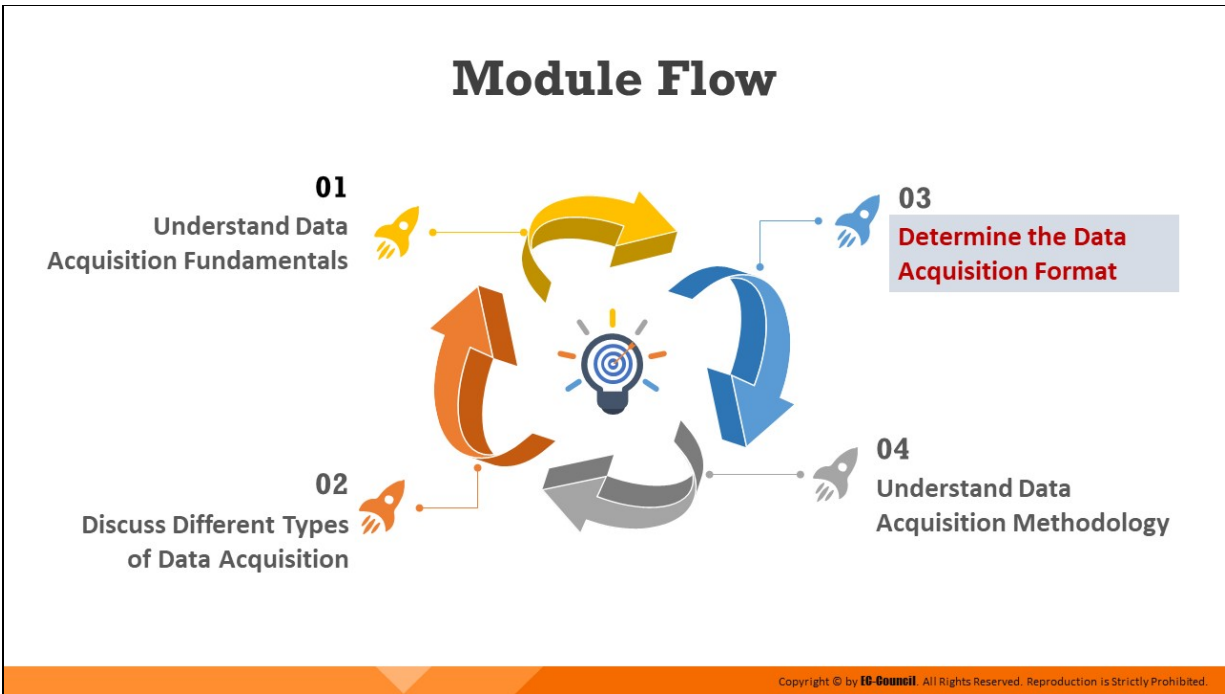 Module Flow
01
Understand Data
Acquisition Fundamentals
02
Discuss Different Types
of Data Acquisition
03
Determine the Data
Acquisition Format
04
Understand Data
Acquisition Methodology
Copyright © by EC-Council. All Rights Reserved. Reproduction is Strictly Prohibited.